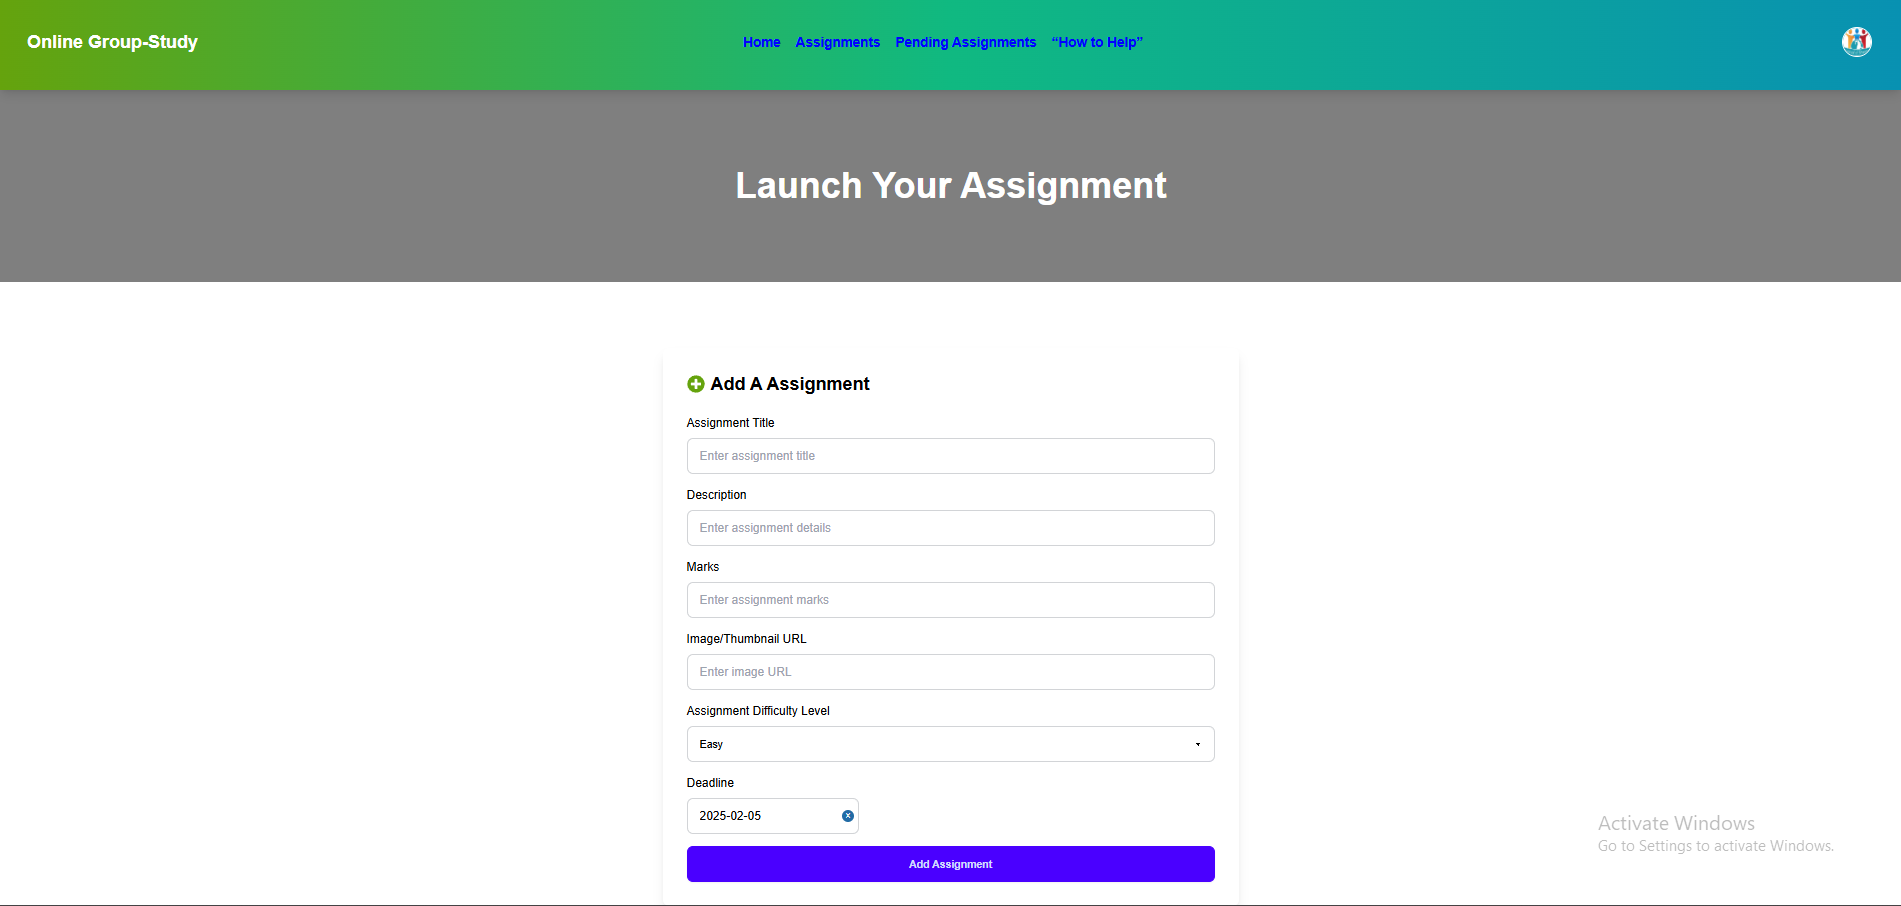 Online Group-Study
Home Assignments Pending Assignments “How to Help”
Launch Your Assignment
Add A Assignment
Assignment Title
Enter assignment title
Description
Enter assignment details
Marks
Enter assignment marks
Image/Thumbnail URL
Enter image URL
Assignment Difficulty Level
Easy
Deadline
2025-02-05
Add Assignment
Activate Windows
Go to Settings to activate Windows.